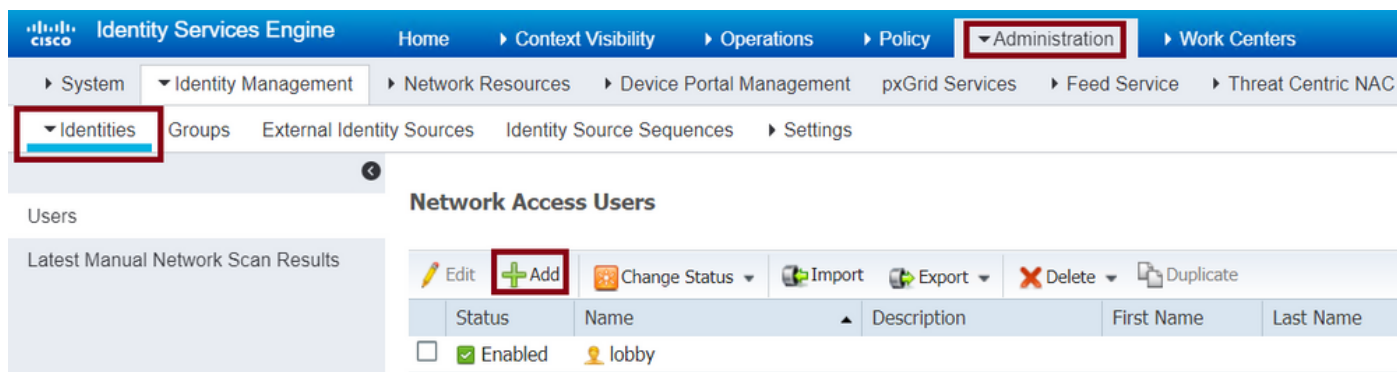 cisco Identity Services Engine Home Context Visibility Operations Policy Administration Work Centers
System Identity Management Network Resources Device Portal Management pxGrid Services Feed Service Threat Centric NAC
Identities Groups External Identity Sources Identity Source Sequences Settings
Users
Latest Manual Network Scan Results
Network Access Users
Edit Add Change Status Import Export Delete Duplicate
Status Name Description First Name Last Name
Enabled lobby